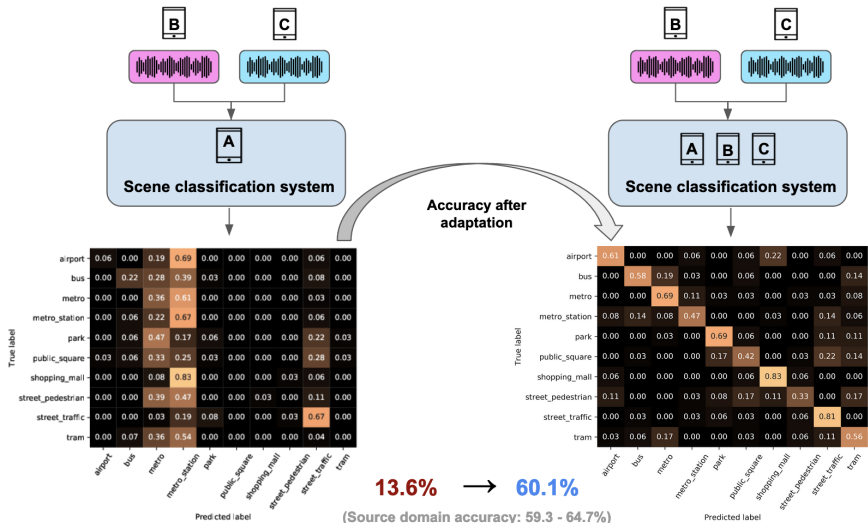 B
C
A
Scene classification system
True label
airport 0.06 0.00 0.19 0.69 0.00 0.00 0.00 0.00 0.06 0.00
bus 0.00 0.22 0.28 0.39 0.03 0.00 0.00 0.00 0.08 0.00
metro 0.00 0.00 0.36 0.61 0.00 0.00 0.00 0.00 0.03 0.00
metro_station 0.00 0.06 0.22 0.67 0.00 0.00 0.00 0.00 0.06 0.00
park 0.00 0.06 0.47 0.17 0.06 0.00 0.00 0.00 0.22 0.03
public_square 0.03 0.06 0.33 0.25 0.03 0.00 0.00 0.00 0.28 0.03
shopping_mall 0.00 0.00 0.08 0.83 0.00 0.00 0.00 0.03 0.06 0.00
street_pedestrian 0.00 0.00 0.39 0.47 0.00 0.03 0.00 0.00 0.11 0.00
street_traffic 0.00 0.00 0.03 0.19 0.08 0.00 0.00 0.03 0.67 0.00
tram 0.00 0.07 0.36 0.54 0.00 0.00 0.00 0.00 0.04 0.00
airport bus metro metro_station park public_square shopping_mall street_pedestrian street_traffic tram
Predicted label
Accuracy after
adaptation
13.6% → 60.1%
(Source domain accuracy: 59.3 - 64.7%)
B
C
A B C
Scene classification system
True label
airport 0.61 0.00 0.00 0.06 0.00 0.06 0.22 0.00 0.06 0.00
bus 0.00 0.58 0.19 0.03 0.00 0.06 0.00 0.00 0.00 0.14
metro 0.00 0.00 0.69 0.11 0.03 0.03 0.00 0.03 0.03 0.08
metro_station 0.08 0.14 0.08 0.47 0.00 0.03 0.00 0.00 0.14 0.06
park 0.00 0.03 0.00 0.00 0.69 0.06 0.00 0.00 0.11 0.11
public_square 0.00 0.03 0.00 0.00 0.17 0.42 0.00 0.03 0.22 0.14
shopping_mall 0.06 0.00 0.00 0.00 0.00 0.06 0.83 0.06 0.00 0.00
street_pedestrian 0.11 0.00 0.00 0.03 0.08 0.17 0.11 0.33 0.00 0.17
street_traffic 0.03 0.00 0.00 0.00 0.06 0.03 0.00 0.06 0.81 0.00
tram 0.03 0.06 0.17 0.00 0.03 0.00 0.00 0.06 0.11 0.56
airport bus metro metro_station park public_square shopping_mall street_pedestrian street_traffic tram
Predicted label